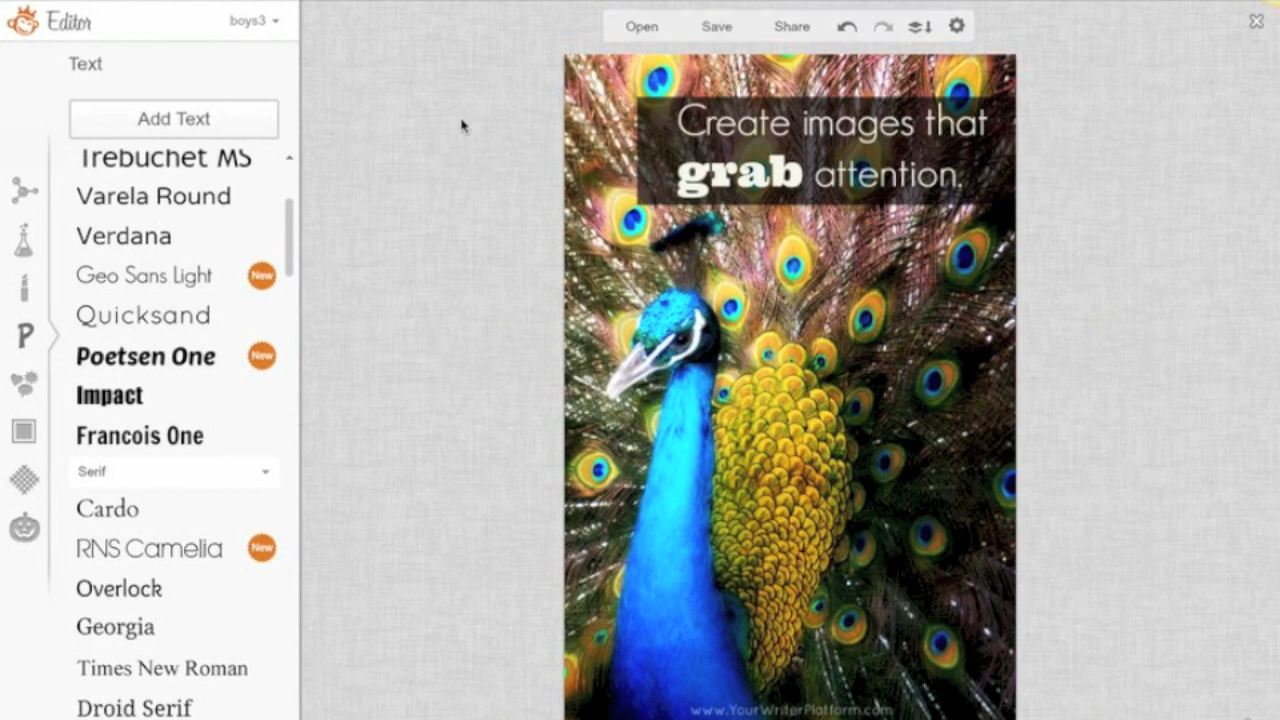 Editor
boys3
Open
Save
Share
Text
Add Text
Trebuchet MS
Varela Round
Verdana
Geo Sans Light
New
Quicksand
Poetsen One
New
Impact
Francois One
Serif
Cardo
RNS Camelia
New
Overlock
Georgia
Times New Roman
Droid Serif
Create images that
grab attention.
www.YourWriterPlatform.com